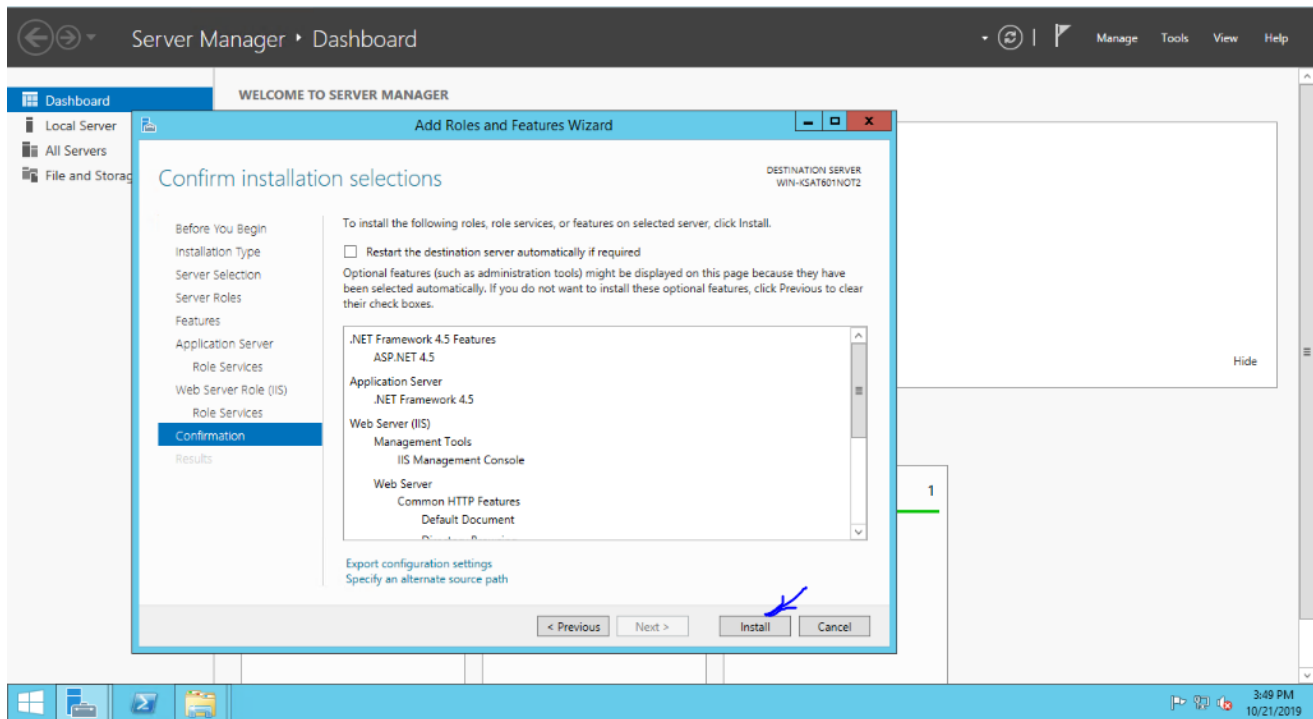 Server Manager ‣ Dashboard
Manage Tools View Help
Dashboard
Local Server
All Servers
File and Storag
WELCOME TO SERVER MANAGER
Add Roles and Features Wizard
Confirm installation selections
DESTINATION SERVER
WIN-KSAT601NOT2
Before You Begin
Installation Type
Server Selection
Server Roles
Features
Application Server
Role Services
Web Server Role (IIS)
Role Services
Confirmation
Results
To install the following roles, role services, or features on selected server, click Install.
Restart the destination server automatically if required
Optional features (such as administration tools) might be displayed on this page because they have
been selected automatically. If you do not want to install these optional features, click Previous to clear
their check boxes.
.NET Framework 4.5 Features
ASP.NET 4.5
Application Server
.NET Framework 4.5
Web Server (IIS)
Management Tools
IIS Management Console
Web Server
Common HTTP Features
Default Document
Export configuration settings
Specify an alternate source path
< Previous Next > Install Cancel
Hide
1
3:49 PM
10/21/2019